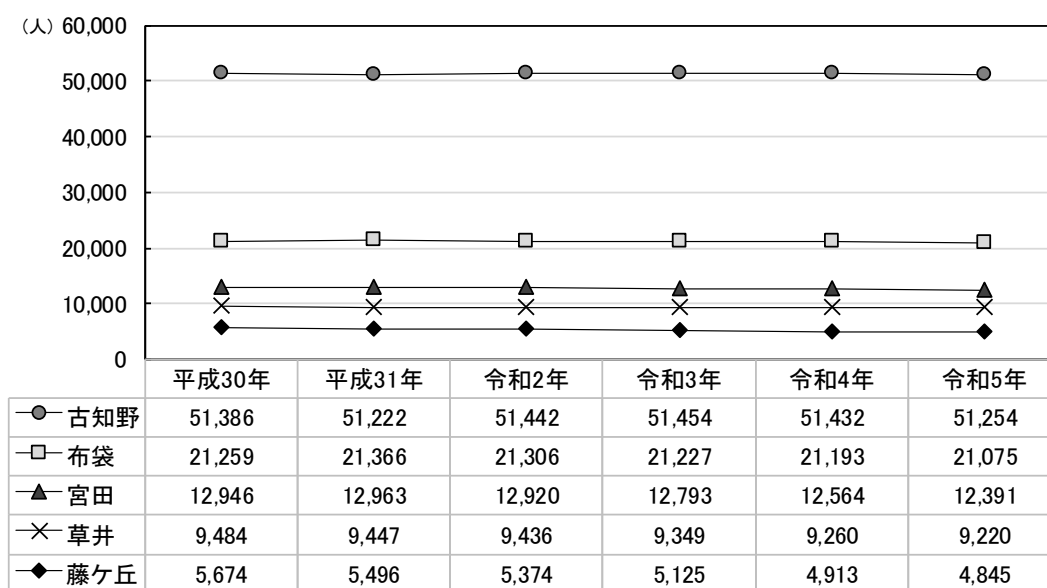 (人)
60,000
50,000
40,000
30,000
20,000
10,000
0
平成30年 平成31年 令和2年 令和3年 令和4年 令和5年
古知野 51,386 51,222 51,442 51,454 51,432 51,254
布袋 21,259 21,366 21,306 21,227 21,193 21,075
宮田 12,946 12,963 12,920 12,793 12,564 12,391
草井 9,484 9,447 9,436 9,349 9,260 9,220
藤ケ丘 5,674 5,496 5,374 5,125 4,913 4,845